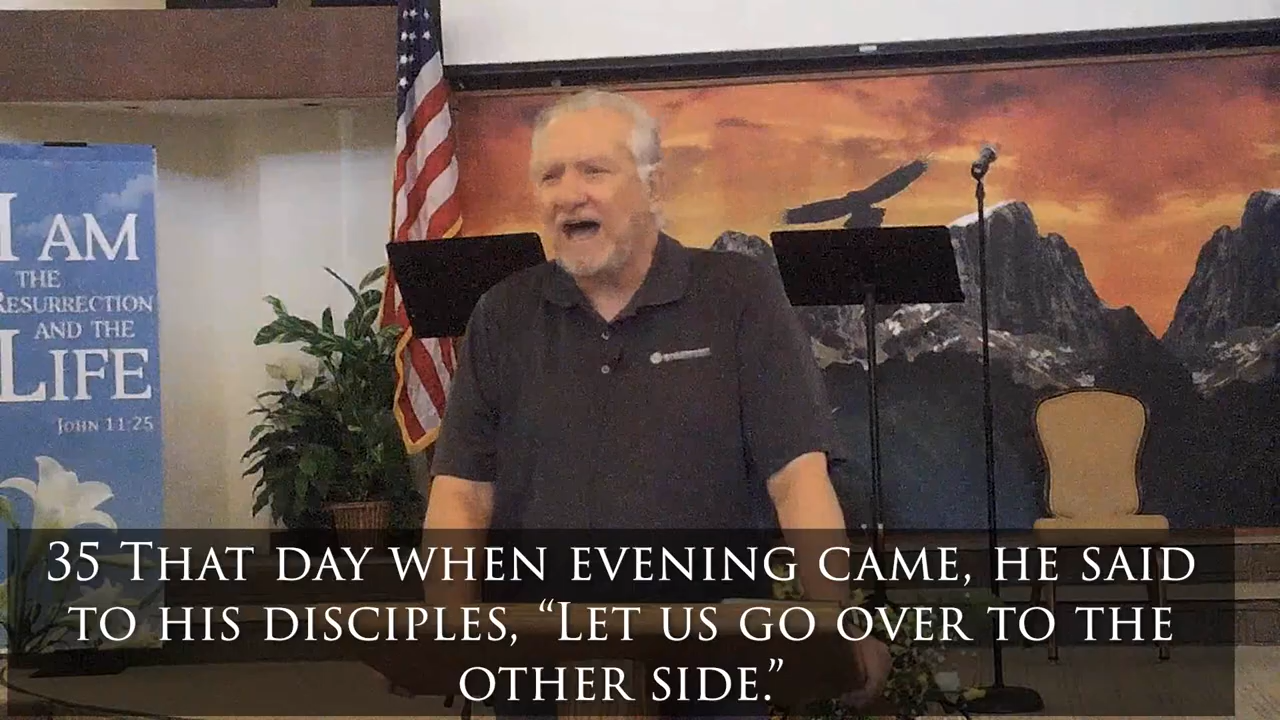 I AM
THE
RESURRECTION
AND THE
LIFE
JOHN 11:25
35 THAT DAY WHEN EVENING CAME, HE SAID
TO HIS DISCIPLES, “LET US GO OVER TO THE
OTHER SIDE.”